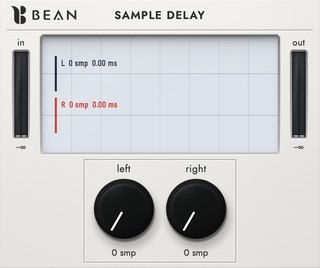 BEAN
SAMPLE DELAY
in
out
L 0 smp 0.00 ms
R 0 smp 0.00 ms
-∞
-∞
left
right
0 smp
0 smp